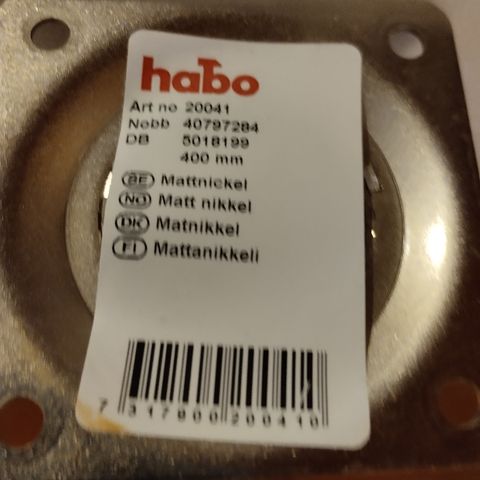 habo
Art no 20041
Nobb 40797284
DB 5018199
400 mm
SE Mattnickel
NO Matt nikkel
DK Matnikkel
FI Mattanikkeli
7 317900 200410